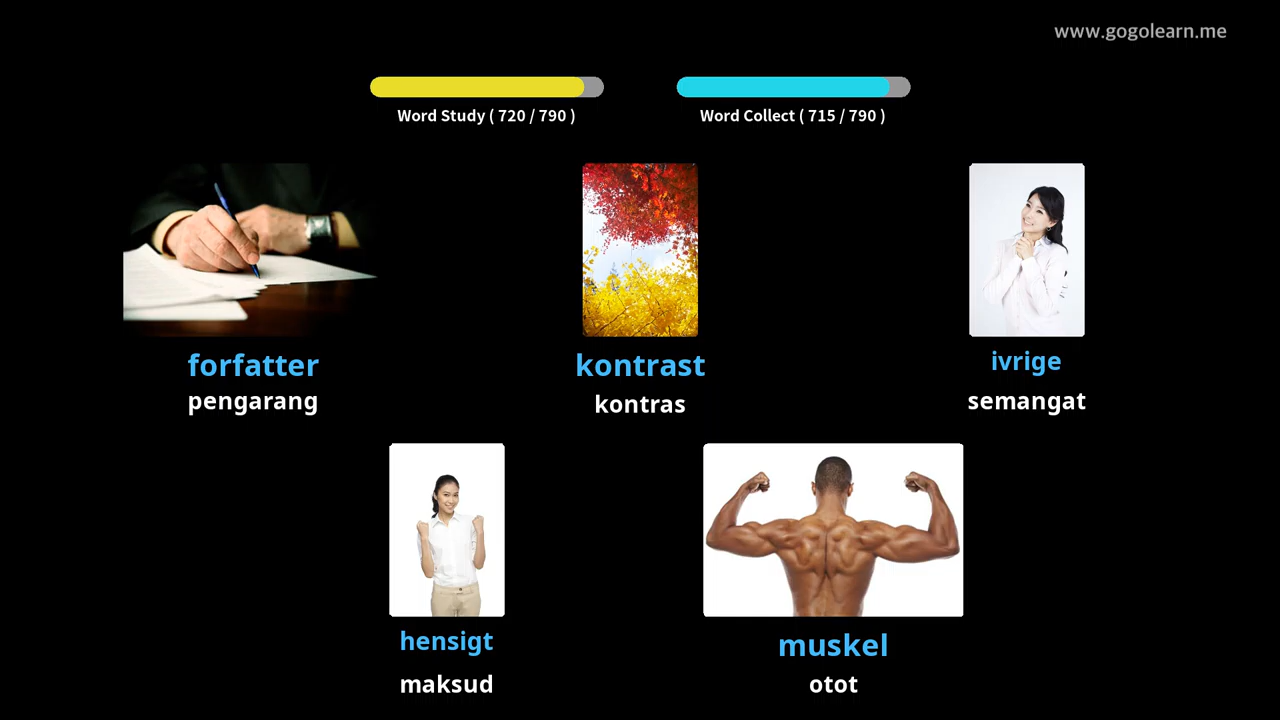 www.gogolearn.me
Word Study ( 720 / 790 )
Word Collect ( 715 / 790 )
forfatter
pengarang
kontrast
kontras
ivrige
semangat
hensigt
maksud
muskel
otot